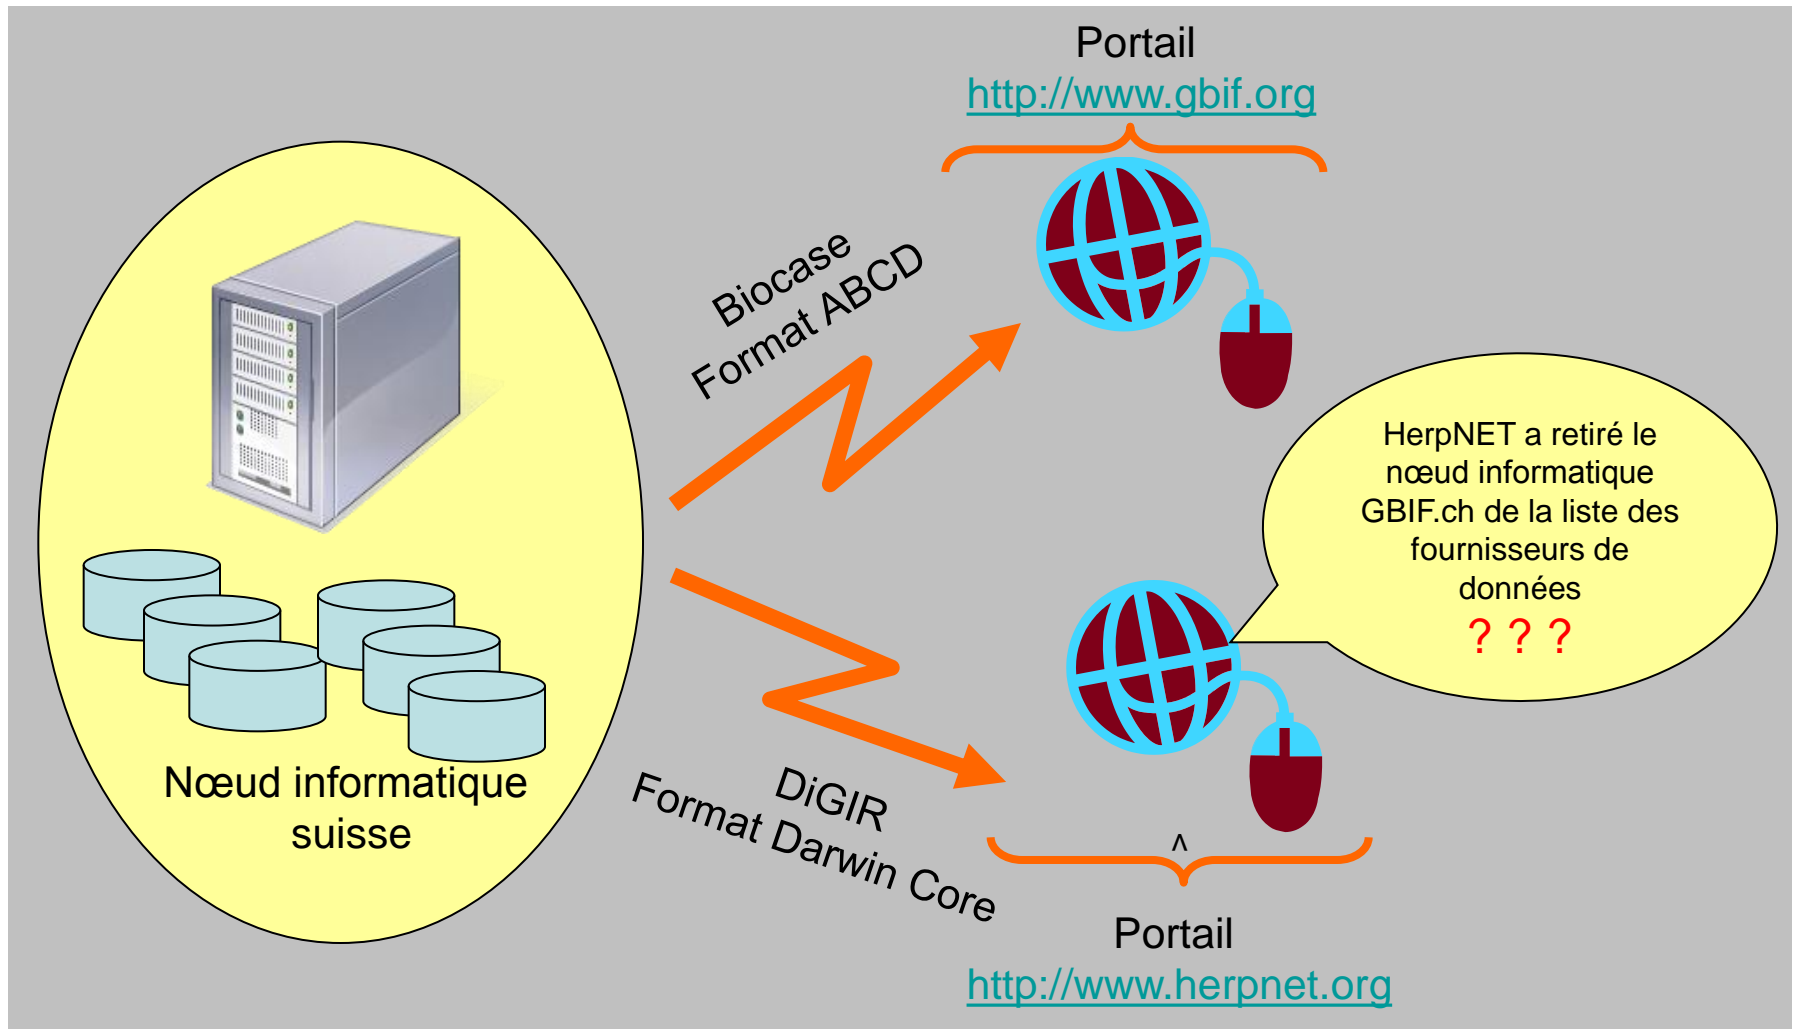 Portail
http://www.gbif.org
Biocase
Format ABCD
HerpNET a retiré le
nœud informatique
GBIF.ch de la liste des
fournisseurs de
données
? ? ?
Nœud informatique
suisse
DiGIR
Format Darwin Core
^
Portail
http://www.herpnet.org